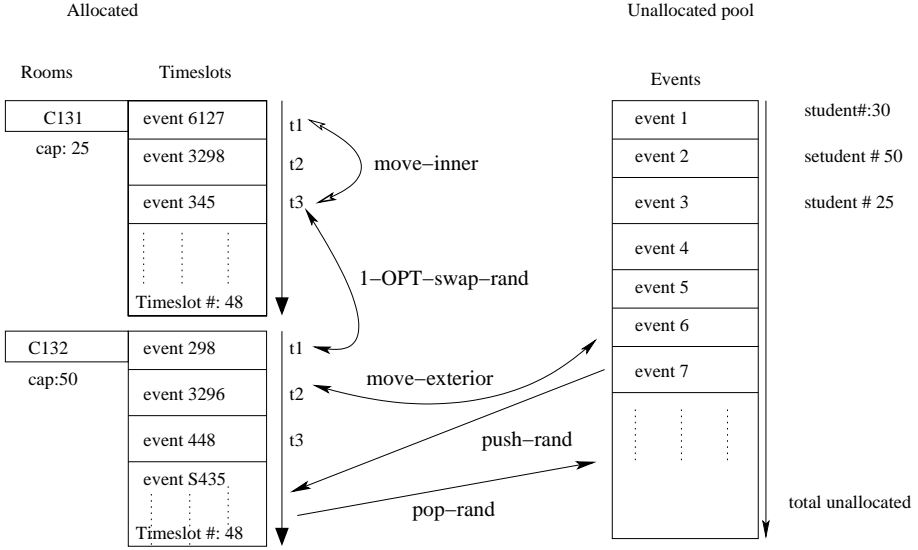 Allocated
Unallocated pool
Rooms
Timeslots
Events
C131
cap: 25
event 6127
event 3298
event 345
Timeslot #: 48
t1
t2
t3
move-inner
1-OPT-swap-rand
C132
cap:50
event 298
event 3296
event 448
event S435
Timeslot #: 48
t1
t2
t3
move-exterior
push-rand
pop-rand
event 1
event 2
event 3
event 4
event 5
event 6
event 7
student#:30
setudent # 50
student # 25
total unallocated